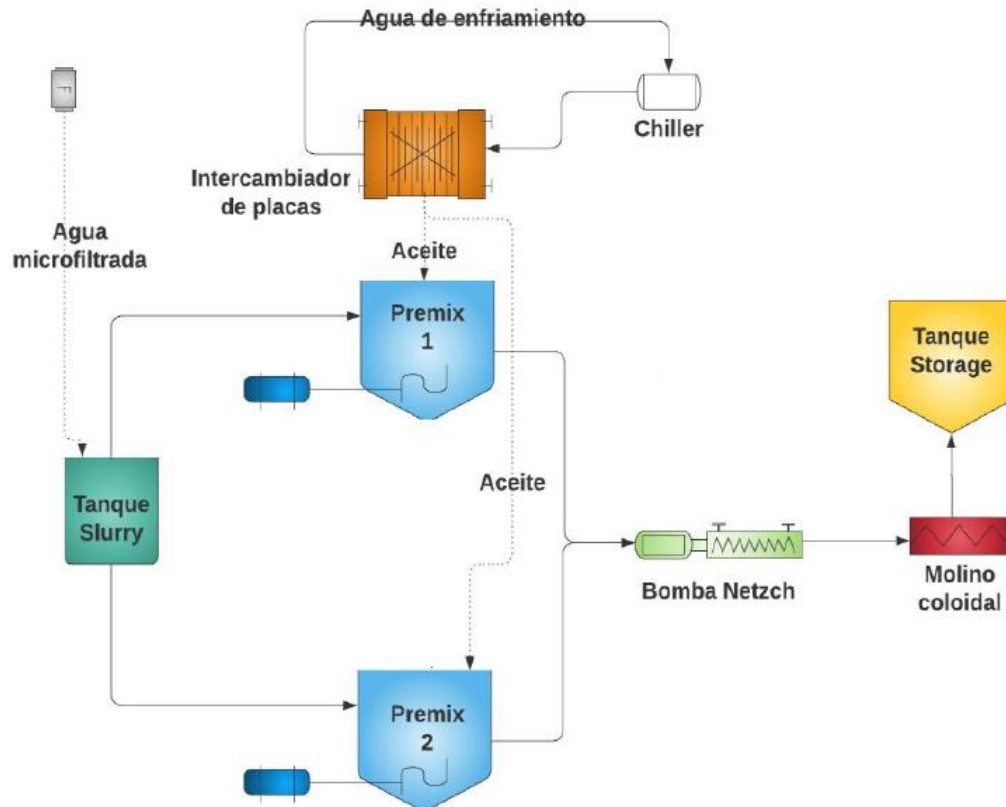 Agua de enfriamiento
F
Chiller
Intercambiador
de placas
Agua
microfiltrada
Aceite
Premix
1
Tanque
Storage
Aceite
Tanque
Slurry
Bomba Netzch
Molino
coloidal
Premix
2